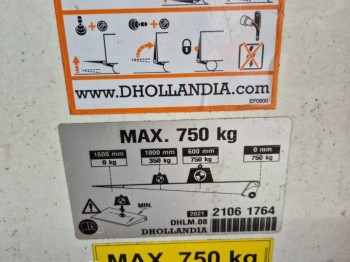 www.DHOLLANDIA.com
EF0600
MAX. 750 kg
1600 mm 1000 mm 600 mm 0 mm
0 kg 350 kg 750 kg 750 kg
MIN.
2021 2106 1764
DHLM.08
DHOLLANDIA
MAX. 750 kg